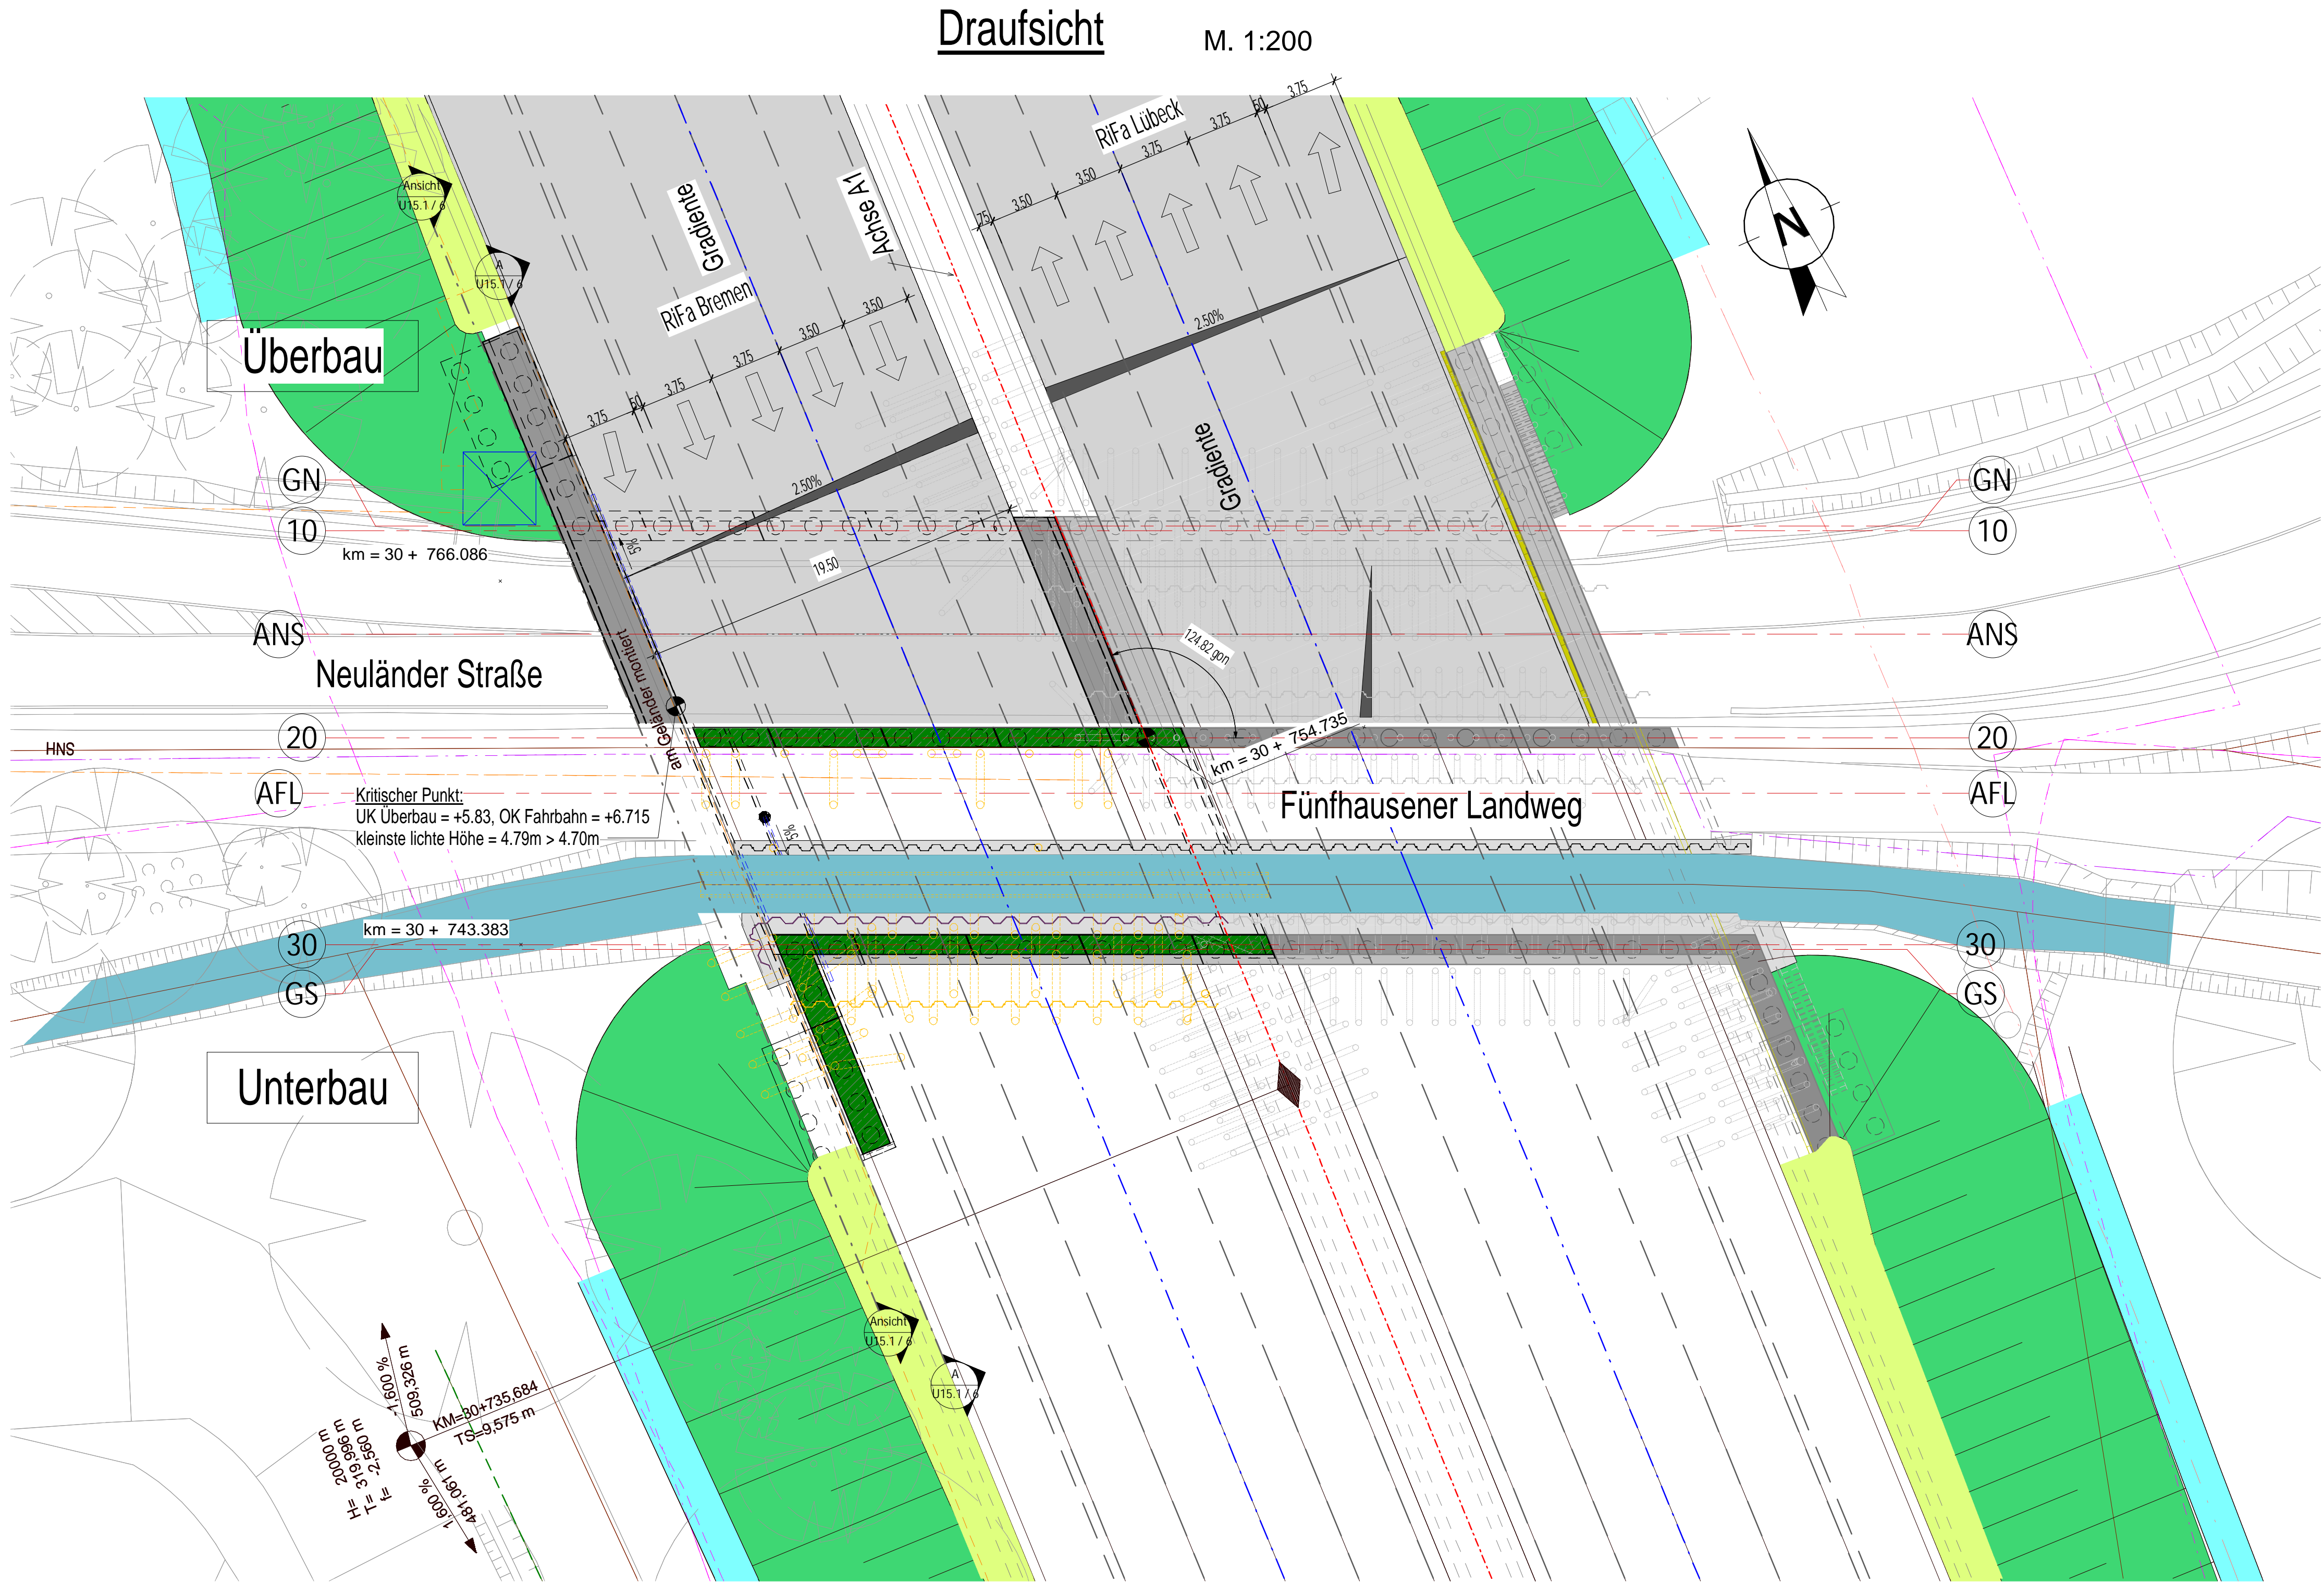 Draufsicht
M. 1:200
3.75
50
3.75
3.75
3.50
3.50
75
RiFa Lübeck
Ansicht
U15.1 / 6
A
U15.1 / 6
Gradiente
Achse A1
RiFa Bremen
N
3.50
3.50
3.75
3.75
50
3.75
2.50%
2.50%
Überbau
Gradiente
GN
GN
10
10
km = 30 + 766.086
5%
19.50
ANS
ANS
124.82 gon
Neuländer Straße
am Geländer montiert
20
20
km = 30 + 754.735
HNS
AFL
AFL
Kritischer Punkt:
UK Überbau = +5.83, OK Fahrbahn = +6.715
kleinste lichte Höhe = 4.79m > 4.70m
Fünfhausener Landweg
5%
km = 30 + 743.383
30
30
GS
GS
Unterbau
Ansicht
U15.1 / 6
A
U15.1 / 6
-1,600 %
509,326 m
KM=30+735,684
TS=9,575 m
H= 20000 m
T= 319,996 m
f= -2,560 m
1,600 %
481,061 m